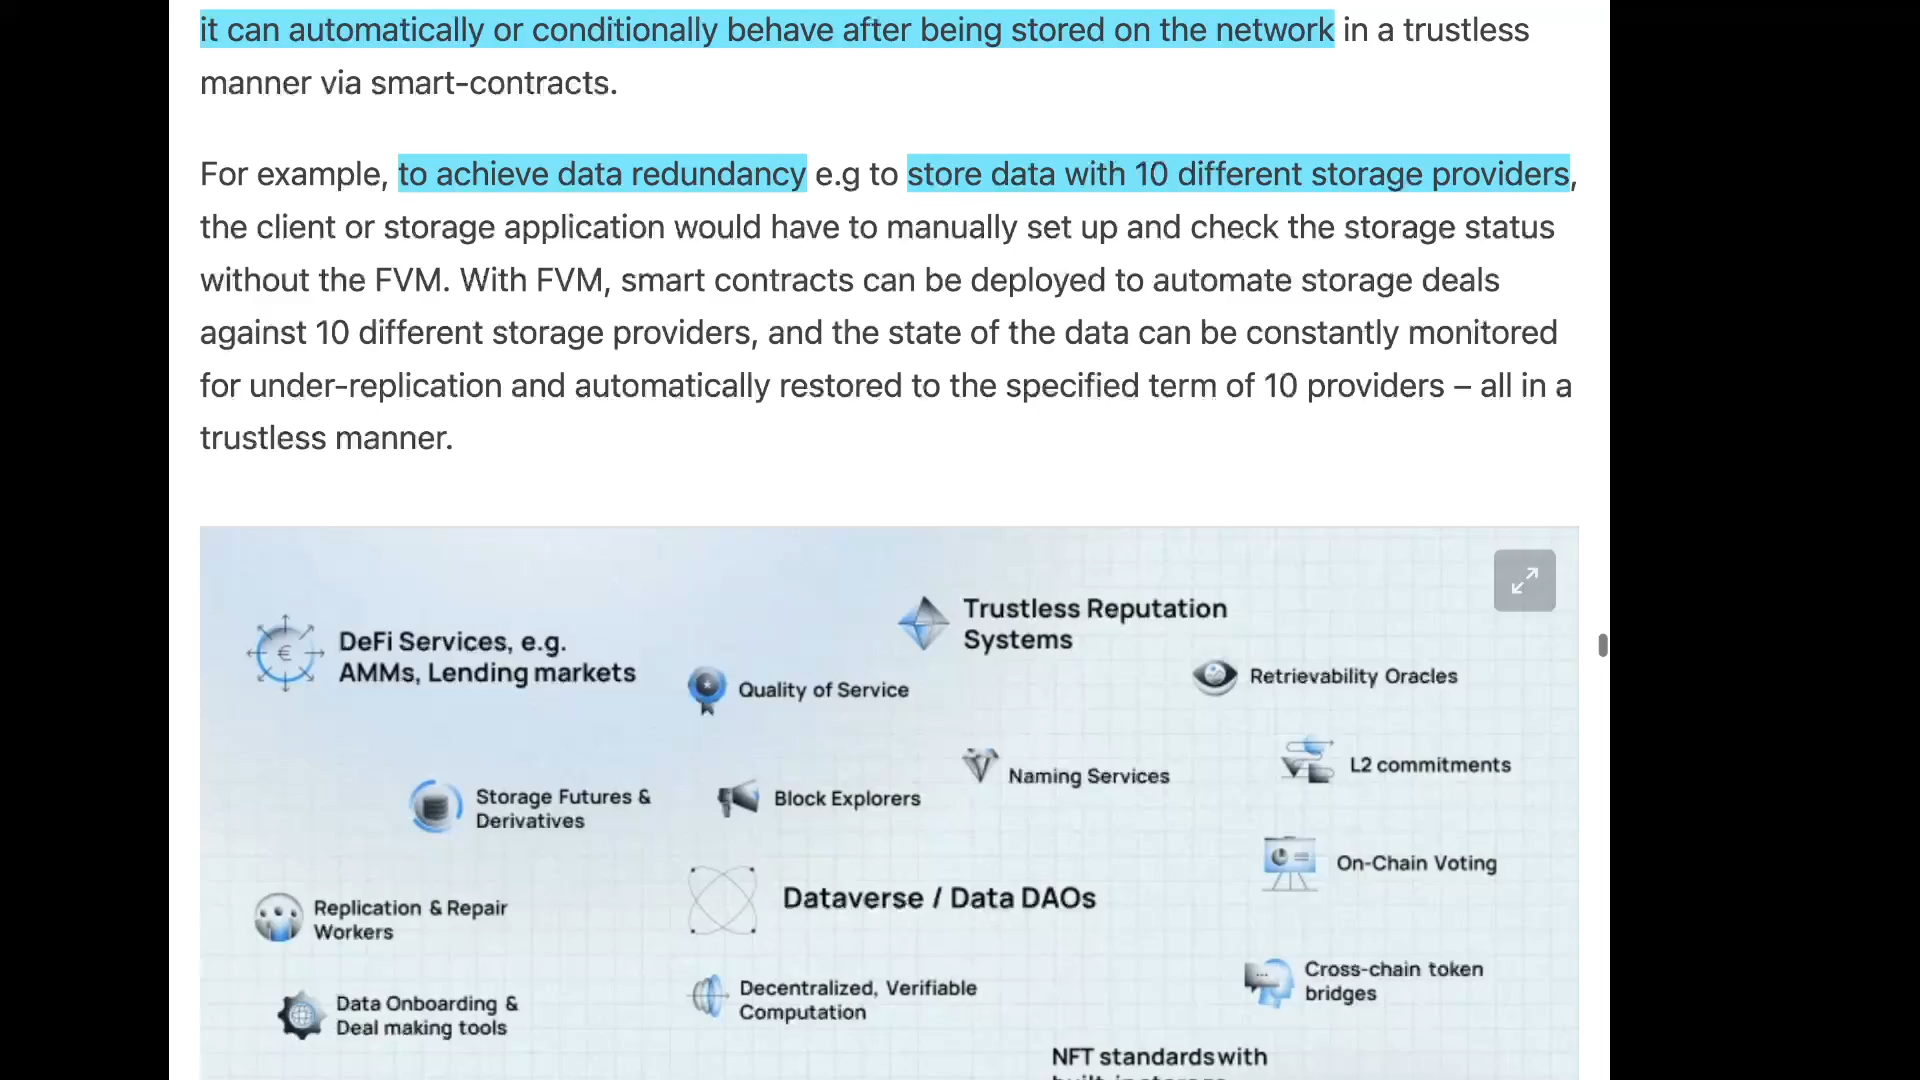 it can automatically or conditionally behave after being stored on the network in a trustless
manner via smart-contracts.
For example, to achieve data redundancy e.g to store data with 10 different storage providers,
the client or storage application would have to manually set up and check the storage status
without the FVM. With FVM, smart contracts can be deployed to automate storage deals
against 10 different storage providers, and the state of the data can be constantly monitored
for under-replication and automatically restored to the specified term of 10 providers – all in a
trustless manner.
DeFi Services, e.g.
AMMs, Lending markets
Trustless Reputation
Systems
Quality of Service
Retrievability Oracles
Naming Services
L2 commitments
Storage Futures &
Derivatives
Block Explorers
On-Chain Voting
Dataverse / Data DAOs
Replication & Repair
Workers
Cross-chain token
bridges
Decentralized, Verifiable
Computation
Data Onboarding &
Deal making tools
NFT standards with